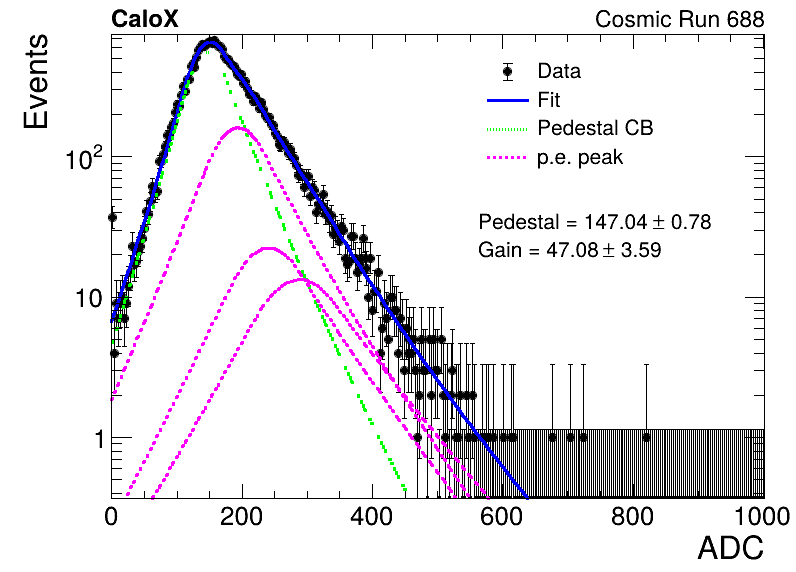 CaloX
Cosmic Run 688
Events
Data
Fit
Pedestal CB
p.e. peak
Pedestal = 147.04 ± 0.78
Gain = 47.08 ± 3.59
10²
10
1
0 200 400 600 800 1000
ADC